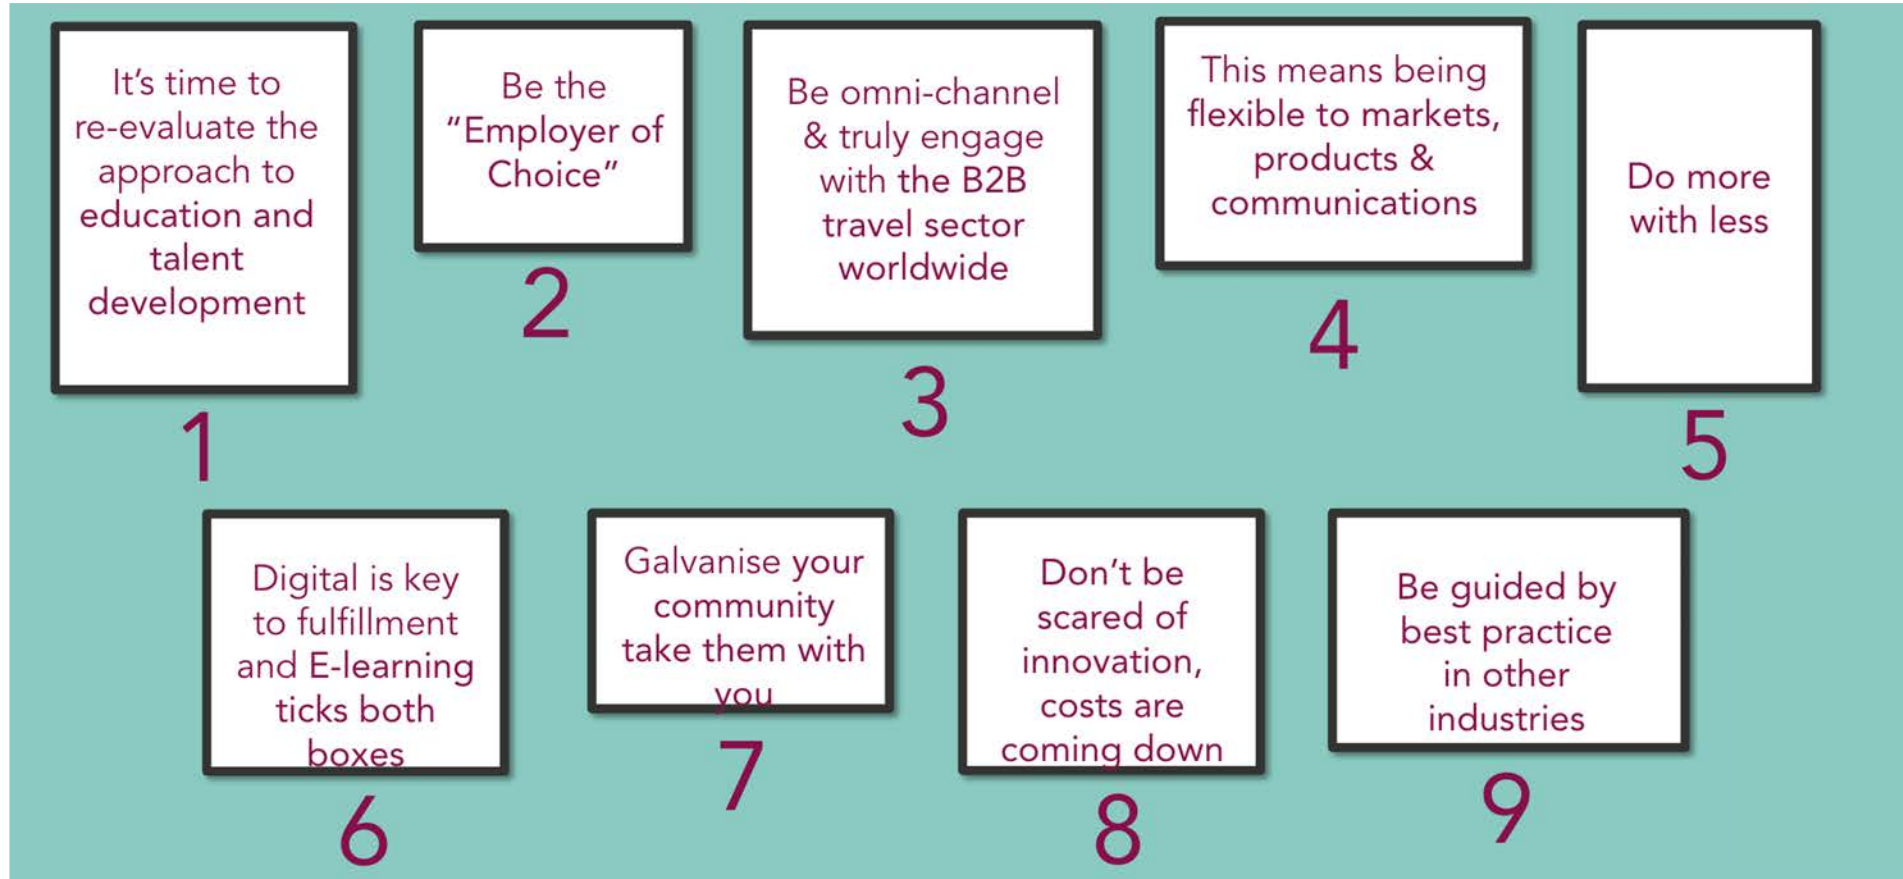 It's time to
re-evaluate the
approach to
education and
talent
development
1
Be the
"Employer of
Choice"
2
Be omni-channel
& truly engage
with the B2B
travel sector
worldwide
3
This means being
flexible to markets,
products &
communications
4
Do more
with less
5
Digital is key
to fulfillment
and E-learning
ticks both
boxes
6
Galvanise your
community
take them with
you
7
Don't be
scared of
innovation,
costs are
coming down
8
Be guided by
best practice
in other
industries
9